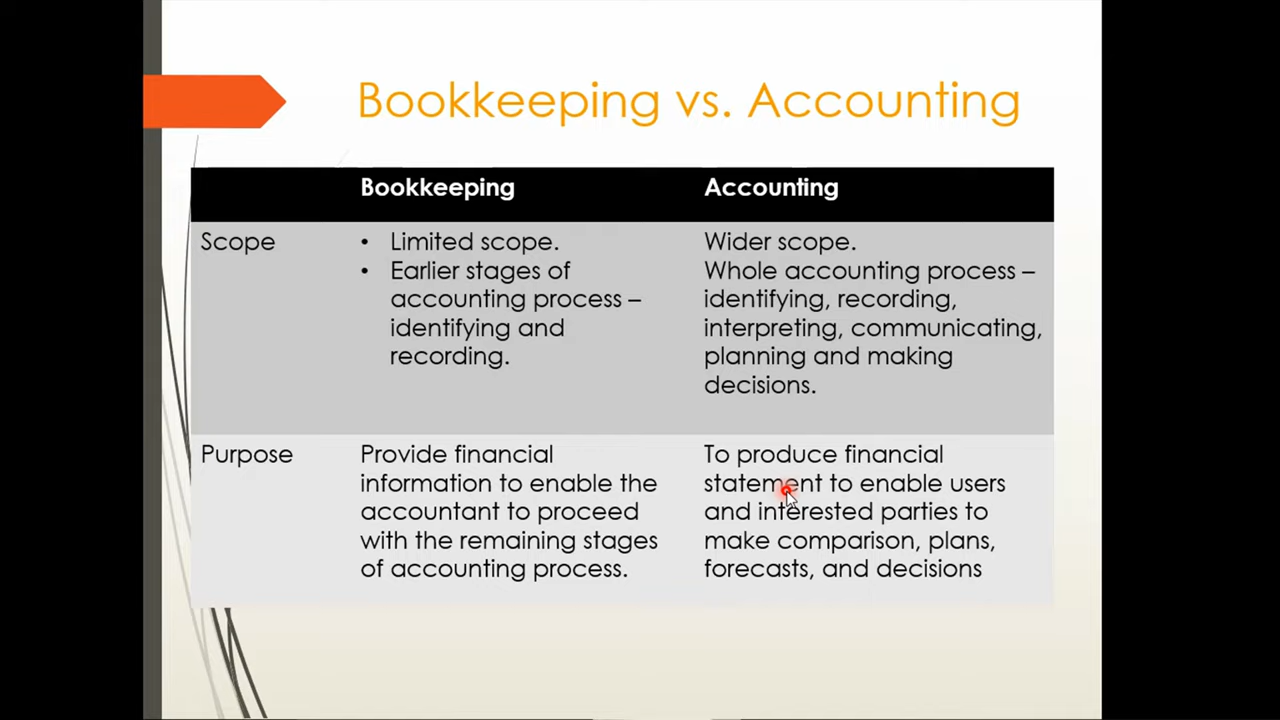 Bookkeeping vs. Accounting
Bookkeeping
Accounting
Scope
• Limited scope.
• Earlier stages of
accounting process –
identifying and
recording.
Wider scope.
Whole accounting process –
identifying, recording,
interpreting, communicating,
planning and making
decisions.
Purpose
Provide financial
information to enable the
accountant to proceed
with the remaining stages
of accounting process.
To produce financial
statement to enable users
and interested parties to
make comparison, plans,
forecasts, and decisions